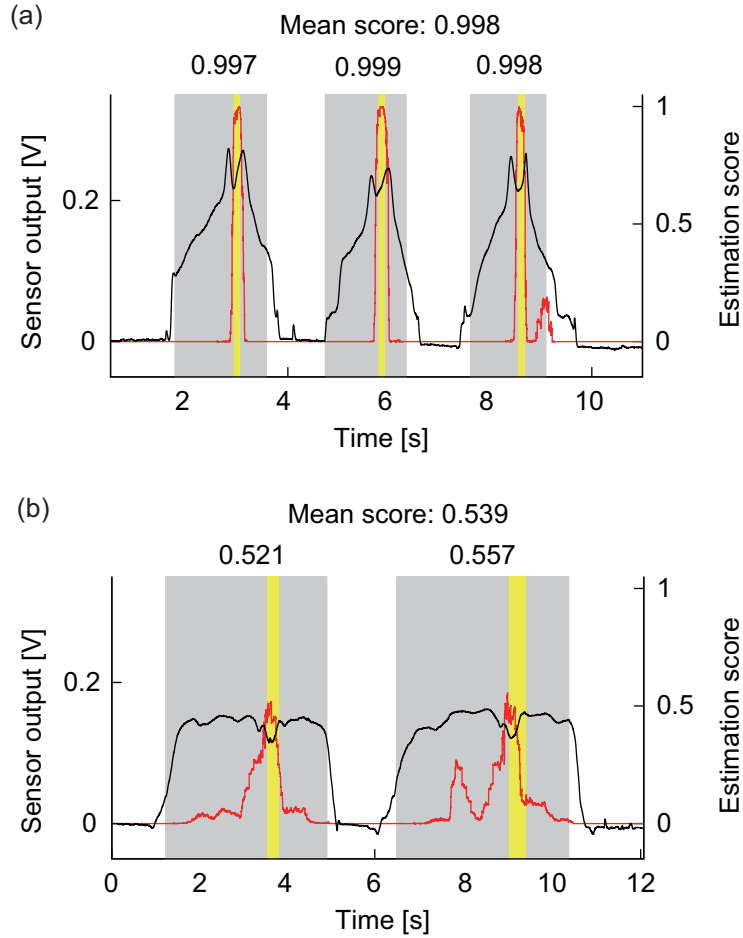 (a)
Mean score: 0.998
0.997 0.999 0.998
Sensor output [V]
0.2
0
1
0.5
0
Estimation score
2 4 6 8 10
Time [s]
(b)
Mean score: 0.539
0.521 0.557
Sensor output [V]
0.2
0
1
0.5
0
Estimation score
0 2 4 6 8 10 12
Time [s]